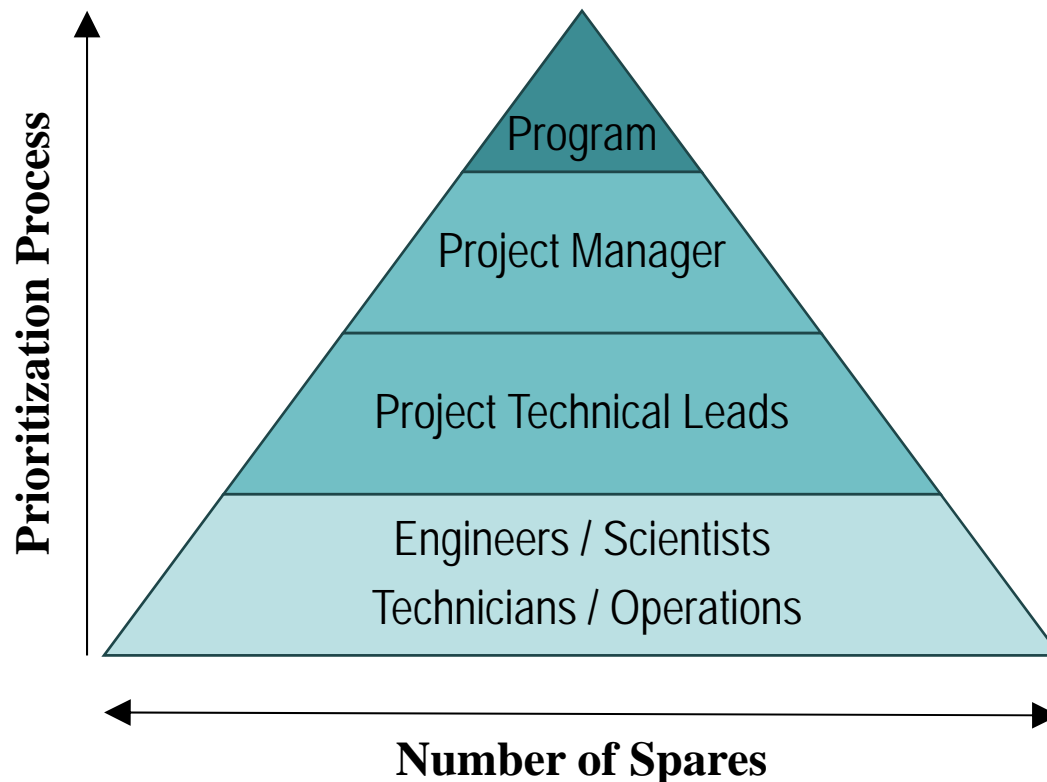 Prioritization Process
Program
Project Manager
Project Technical Leads
Engineers / Scientists
Technicians / Operations
Number of Spares